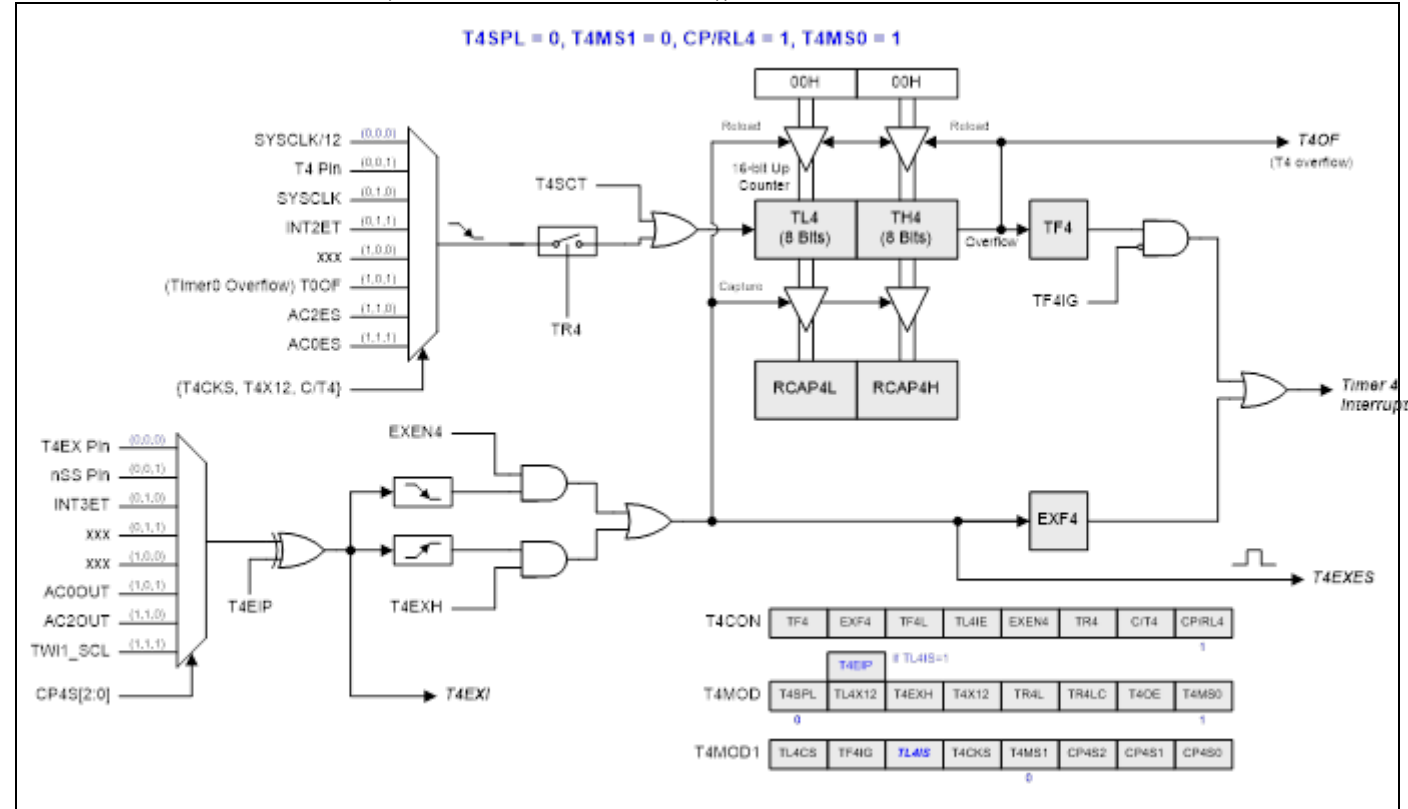 T4SPL = 0, T4MS1 = 0, CP/RL4 = 1, T4MS0 = 1
00H 00H
Reload Reload
SYSCLK/12 (0,0,0)
T4 Pin (0,0,1)
SYSCLK (0,1,0)
INT2ET (0,1,1)
xxx (1,0,0)
(Timer0 Overflow) T0OF (1,0,1)
AC2ES (1,1,0)
AC0ES (1,1,1)
{T4CKS, T4X12, C/T4}
T4SCT
TR4
16-bit Up
Counter
TL4
(8 Bits)
TH4
(8 Bits)
Overflow
TF4
T4OF
(T4 overflow)
TF4IG
Capture
RCAP4L RCAP4H
Timer 4
Interrupt
T4EX Pin (0,0,0)
nSS Pin (0,0,1)
INT3ET (0,1,0)
xxx (0,1,1)
xxx (1,0,0)
AC0OUT (1,0,1)
AC2OUT (1,1,0)
TWI1_SCL (1,1,1)
CP4S[2:0]
T4EIP
EXEN4
T4EXH
T4EXI
EXF4
T4EXES
T4CON TF4 EXF4 TF4L TL4IE EXEN4 TR4 C/T4 CP/RL4
1
T4EIP if TL4IS=1
T4MOD T4SPL TL4X12 T4EXH T4X12 TR4L TR4LC T4OE T4MS0
0 1
T4MOD1 TL4CS TF4IG TL4IS T4CKS T4MS1 CP4S2 CP4S1 CP4S0
0